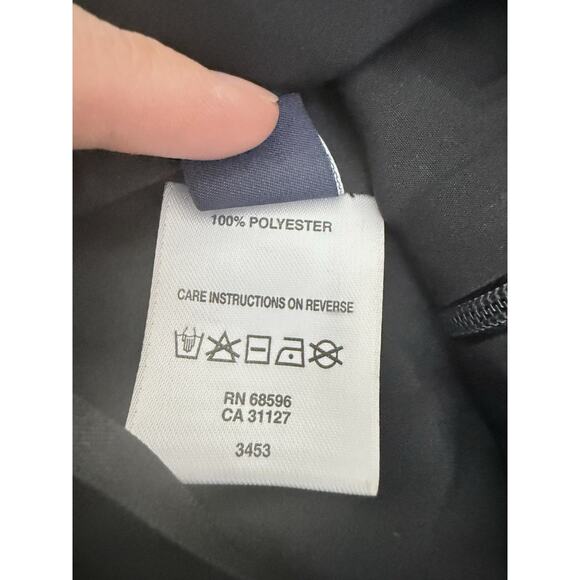 100% POLYESTER
CARE INSTRUCTIONS ON REVERSE
RN 68596
CA 31127
3453